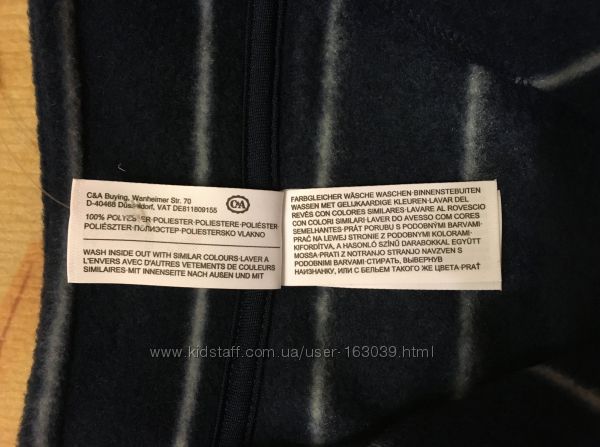 C&A Buying, Wanheimer Str. 70
D-40468 Düsseldorf, VAT DE811809155
C&A
100% POLYESTER-POLIESTER-POLIESTERE-POLIÉSTER-
POLIÉSZTER-ПОЛИЭСТЕР-POLIESTERSKO VLAKNO
WASH INSIDE OUT WITH SIMILAR COLOURS-LAVER A
L'ENVERS AVEC D'AUTRES VETEMENTS DE COULEURS
SIMILAIRES-MIT INNENSEITE NACH AUßEN UND MIT
FARBGLEICHER WÄSCHE WASCHEN-BINNENSTEBUITEN
WASSEN MET GELIJKAARDIGE KLEUREN-LAVAR DEL
REVÉS CON COLORES SIMILARES-LAVARE AL ROVESCIO
CON COLORI SIMILARI-LAVER DO AVESSO COM CORES
SEMELHANTES-PRÁT PORUBU S PODOBNÝMI BARVAMI-
PRAĆ NA LEWEJ STRONIE Z PODOBNYMI KOLORAMI-
KIFORDÍTVA, A HASONLÓ SZÍNŰ DARABOKKAL EGYÜTT
MOSSA-PRATI Z NOTRANJO STRANJO NAVZVEN S
PODOBNIMI BARVAMI-СТИРАТЬ, ВЫВЕРНУВ
НАИЗНАНКУ, ИЛИ С БЕЛЬЕМ ТАКОГО ЖЕ ЦВЕТА-PRAŤ
www.kidstaff.com.ua/user-163039.html